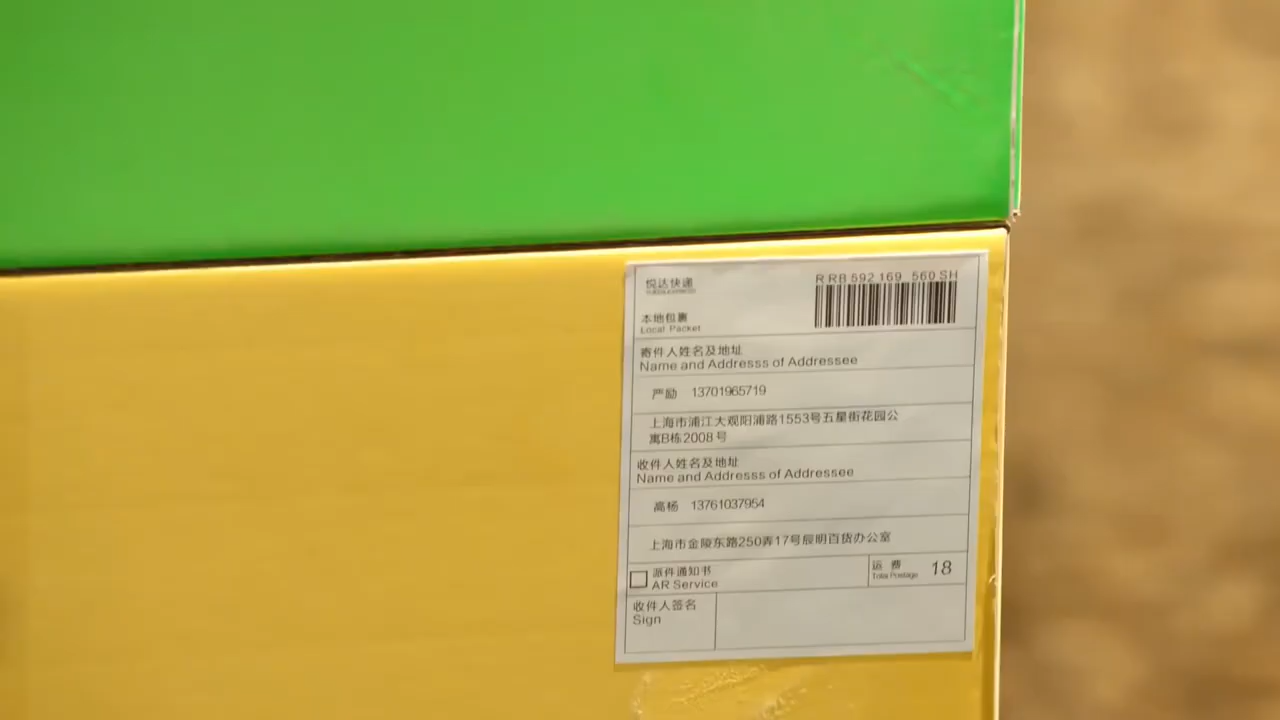 悦达快递
本地包裹
Local Packet
R RB 592 169 560 SH
寄件人姓名及地址
Name and Addresss of Addressee
严励 13701965719
上海市浦江大观阳浦路1553号五星街花园公
寓B栋2008号
收件人姓名及地址
Name and Addresss of Addressee
高杨 13761037954
上海市金陵东路250弄17号辰明百货办公室
派件通知书
AR Service
运 费
Total Postage
18
收件人签名
Sign